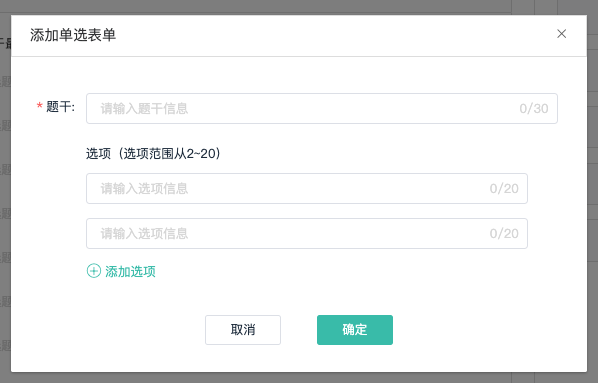 添加单选表单
* 题干: 请输入题干信息 0/30
选项（选项范围从2~20）
请输入选项信息 0/20
请输入选项信息 0/20
添加选项
取消 确定